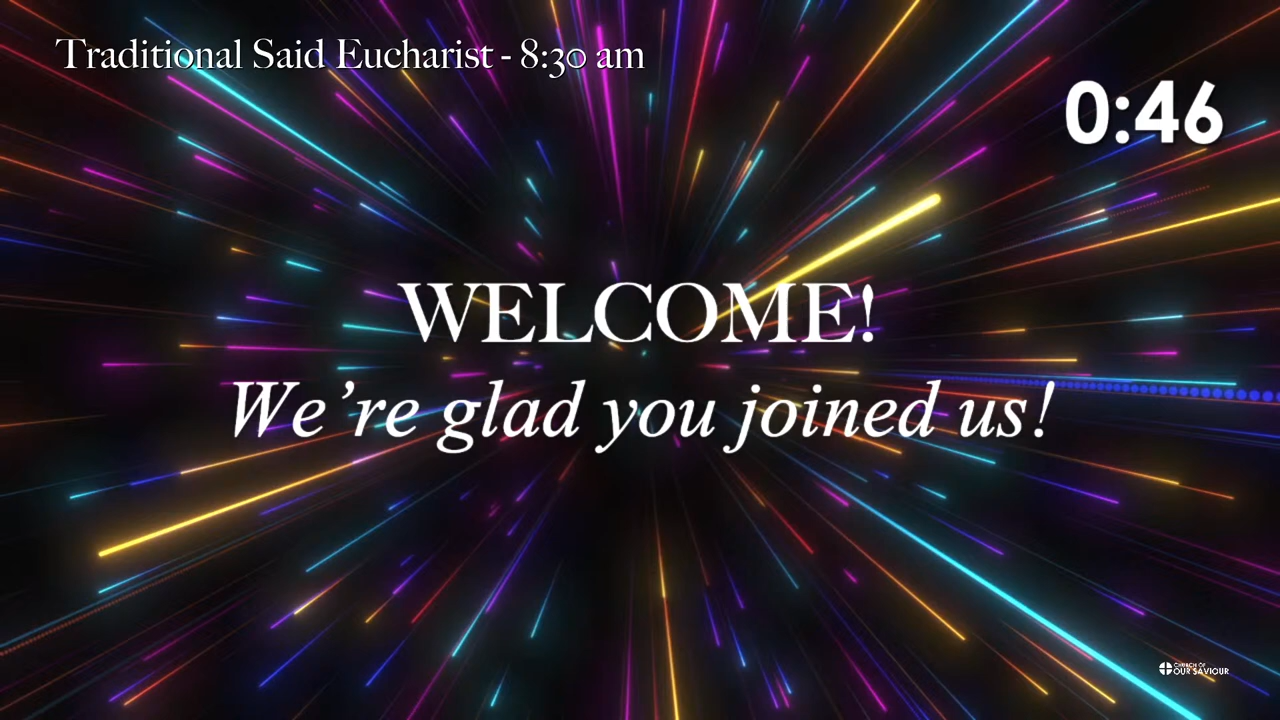 Traditional Said Eucharist - 8:30 am
0:46
WELCOME!
We're glad you joined us!
CHURCH OF
OUR SAVIOUR